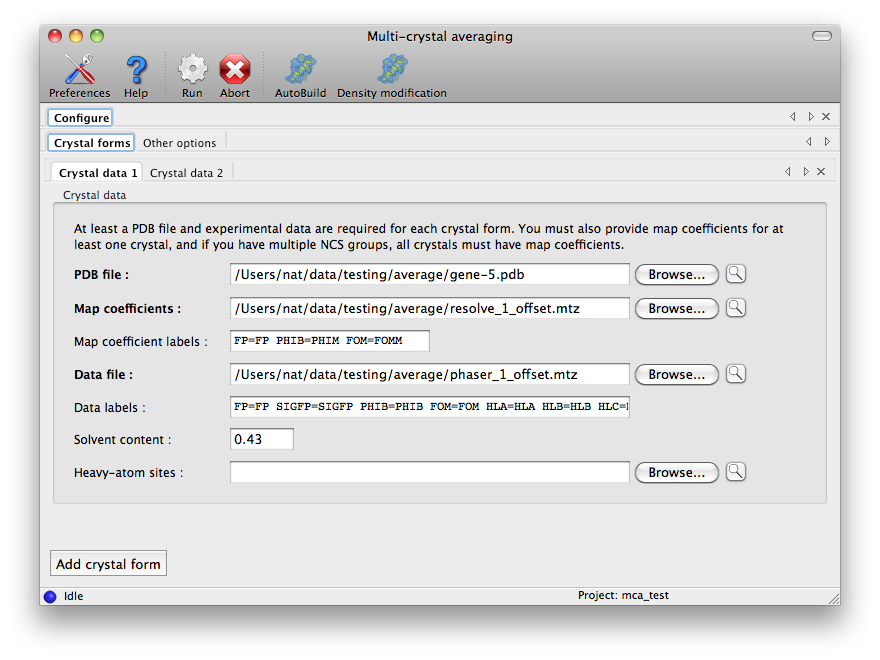 Multi-crystal averaging
Preferences Help Run Abort AutoBuild Density modification
Configure
Crystal forms Other options
Crystal data 1 Crystal data 2
Crystal data
At least a PDB file and experimental data are required for each crystal form. You must also provide map coefficients for at
least one crystal, and if you have multiple NCS groups, all crystals must have map coefficients.
PDB file : /Users/nat/data/testing/average/gene-5.pdb Browse...
Map coefficients : /Users/nat/data/testing/average/resolve_1_offset.mtz Browse...
Map coefficient labels : FP=FP PHIB=PHIM FOM=FOMM
Data file : /Users/nat/data/testing/average/phaser_1_offset.mtz Browse...
Data labels : FP=FP SIGFP=SIGFP PHIB=PHIB FOM=FOM HLA=HLA HLB=HLB HLC=
Solvent content : 0.43
Heavy-atom sites : Browse...
Add crystal form
Idle Project: mca_test